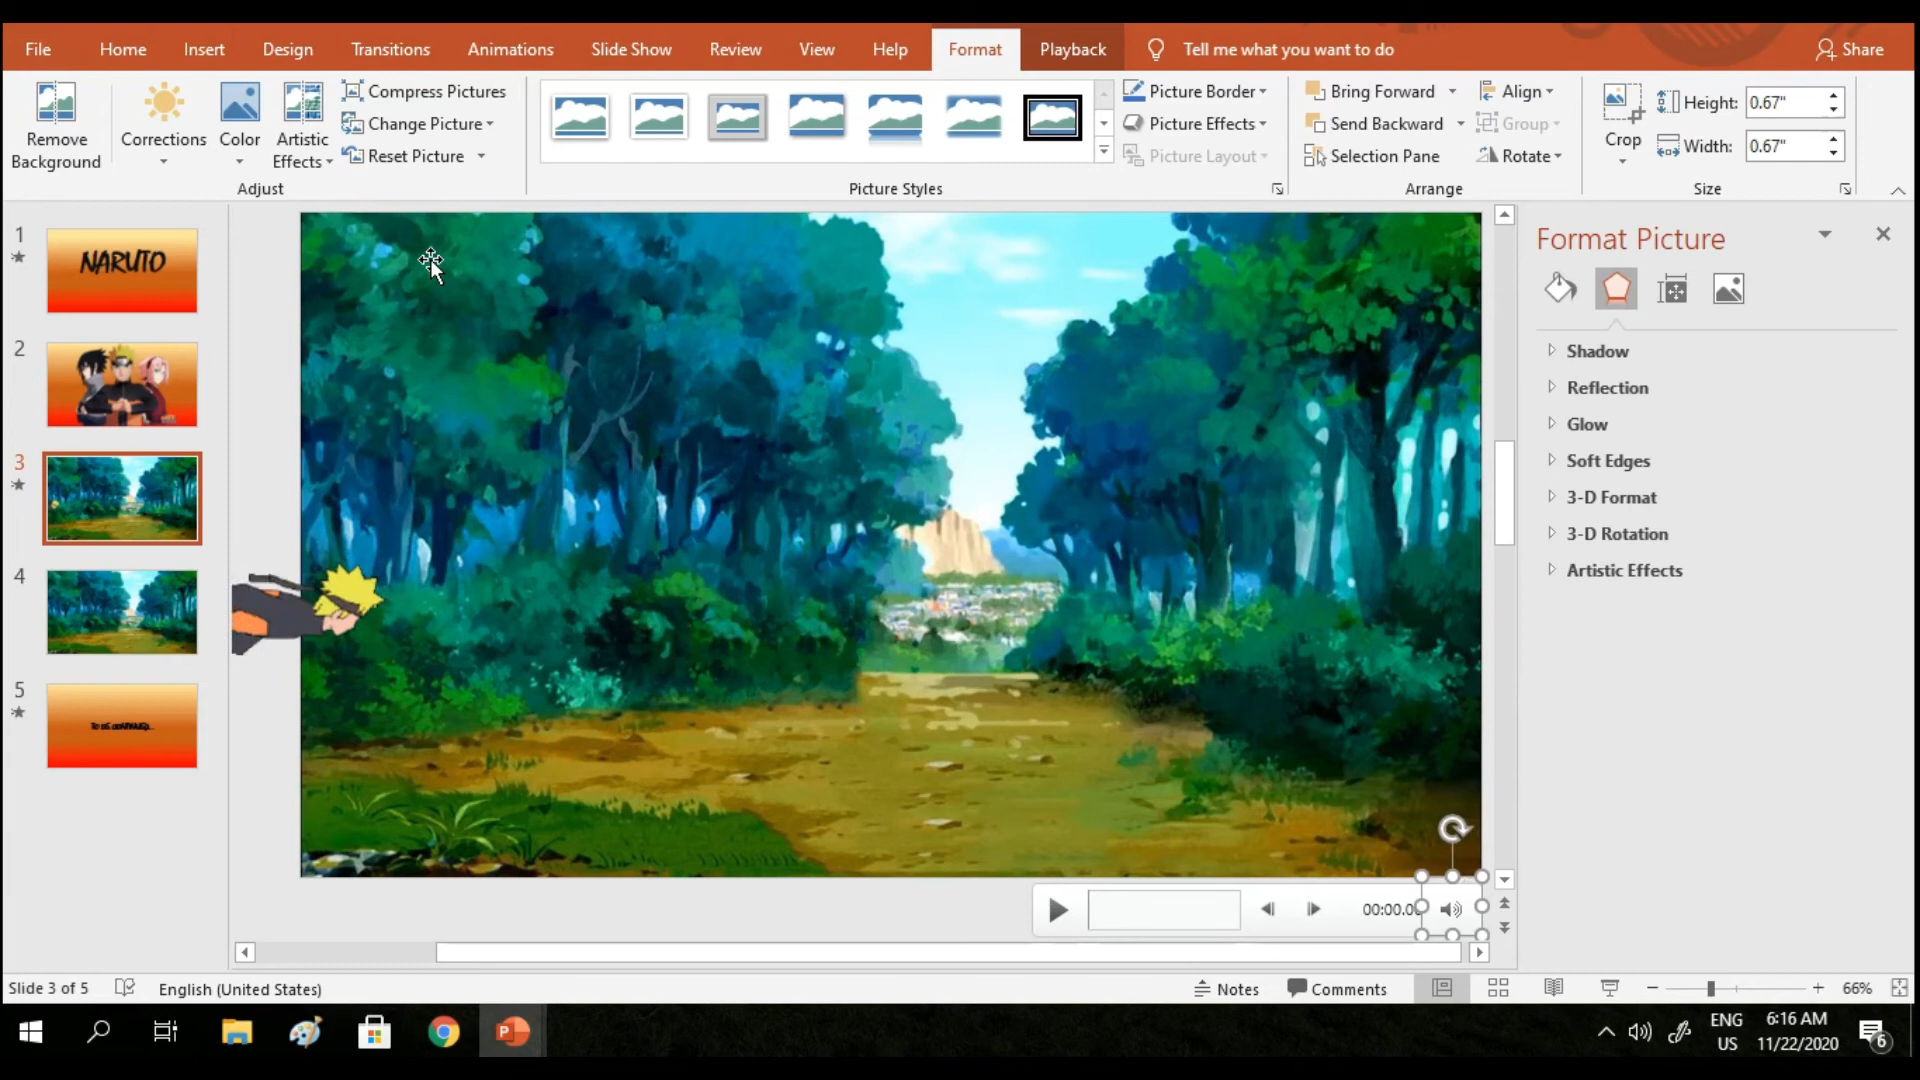 File Home Insert Design Transitions Animations Slide Show Review View Help Format Playback Tell me what you want to do Share
Remove Background
Corrections
Color
Artistic Effects
Compress Pictures
Change Picture
Reset Picture
Adjust
Picture Styles
Picture Border
Picture Effects
Picture Layout
Bring Forward
Send Backward
Selection Pane
Align
Group
Rotate
Arrange
Crop
Height: 0.67"
Width: 0.67"
Size
1
NARUTO
2
3
4
5
TO BE CONTINUED...
Format Picture
Shadow
Reflection
Glow
Soft Edges
3-D Format
3-D Rotation
Artistic Effects
Slide 3 of 5 English (United States) Notes Comments 66%
ENG
US
6:16 AM
11/22/2020
6